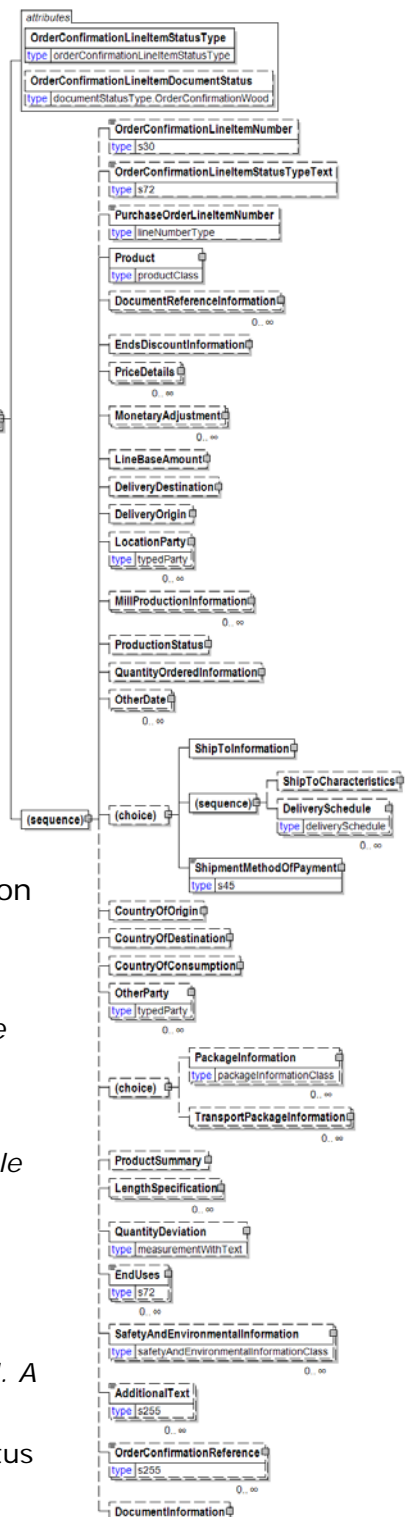 attributes
OrderConfirmationLineItemStatusType
type orderConfirmationLineItemStatusType
OrderConfirmationLineItemDocumentStatus
type documentStatusType.OrderConfirmationWood
OrderConfirmationLineItemNumber
type s30
OrderConfirmationLineItemStatusTypeText
type s72
PurchaseOrderLineItemNumber
type lineNumberType
Product
type productClass
DocumentReferenceInformation
0.. ∞
EndsDiscountInformation
PriceDetails
0.. ∞
MonetaryAdjustment
0.. ∞
LineBaseAmount
DeliveryDestination
DeliveryOrigin
LocationParty
type typedParty
0.. ∞
MillProductionInformation
0.. ∞
ProductionStatus
QuantityOrderedInformation
OtherDate
0.. ∞
ShipToInformation
ShipToCharacteristics
(sequence) (choice) (sequence) DeliverySchedule
type deliverySchedule
0.. ∞
ShipmentMethodOfPayment
type s45
on
CountryOfOrigin
CountryOfDestination
CountryOfConsumption
OtherParty
type typedParty
0.. ∞
e
PackageInformation
(choice) type packageInformationClass
0.. ∞
TransportPackageInformation
0.. ∞
le
ProductSummary
LengthSpecification
0.. ∞
QuantityDeviation
type measurementWithText
EndUses
type s72
0.. ∞
SafetyAndEnvironmentalInformation
type safetyAndEnvironmentalInformationClass
0.. ∞
l. A
AdditionalText
type s255
0.. ∞
tus
OrderConfirmationReference
type s255
0.. ∞
DocumentInformation